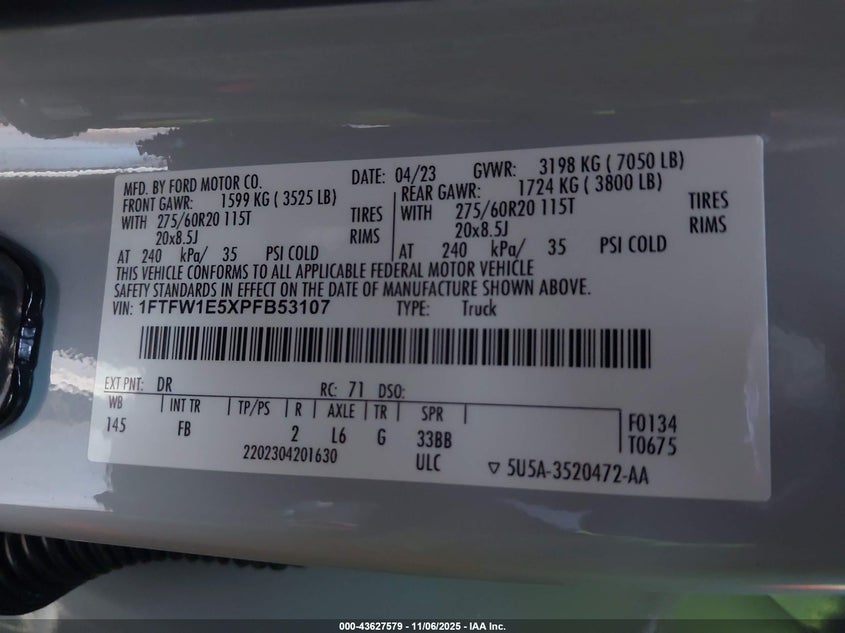 MFD. BY FORD MOTOR CO. DATE: 04/23 GVWR: 3198 KG ( 7050 LB)
FRONT GAWR: 1599 KG ( 3525 LB) REAR GAWR: 1724 KG ( 3800 LB)
WITH 275/60R20 115T TIRES WITH 275/60R20 115T TIRES
20x8.5J RIMS 20x8.5J RIMS
AT 240 kPa/ 35 PSI COLD AT 240 kPa/ 35 PSI COLD
THIS VEHICLE CONFORMS TO ALL APPLICABLE FEDERAL MOTOR VEHICLE
SAFETY STANDARDS IN EFFECT ON THE DATE OF MANUFACTURE SHOWN ABOVE.
VIN: 1FTFW1E5XPFB53107 TYPE: Truck
EXT PNT: DR RC: 71 DSO:
WB INT TR TP/PS R AXLE TR SPR
145 FB 2 L6 G 33BB F0134
2202304201630 ULC T0675
5U5A-3520472-AA
000-43627579 - 11/06/2025 - IAA Inc.